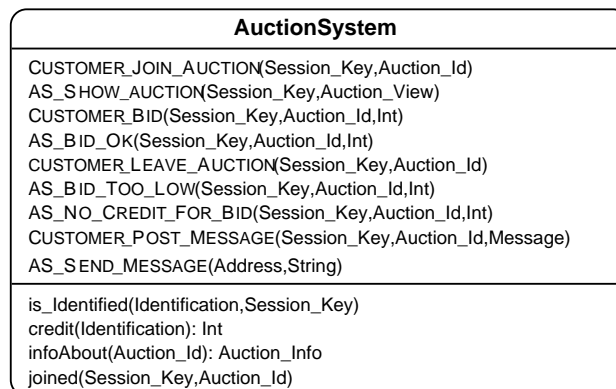 AuctionSystem
CUSTOMER_JOIN_AUCTION(Session_Key,Auction_Id)
AS_SHOW_AUCTION(Session_Key,Auction_View)
CUSTOMER_BID(Session_Key,Auction_Id,Int)
AS_BID_OK(Session_Key,Auction_Id,Int)
CUSTOMER_LEAVE_AUCTION(Session_Key,Auction_Id)
AS_BID_TOO_LOW(Session_Key,Auction_Id,Int)
AS_NO_CREDIT_FOR_BID(Session_Key,Auction_Id,Int)
CUSTOMER_POST_MESSAGE(Session_Key,Auction_Id,Message)
AS_SEND_MESSAGE(Address,String)
is_Identified(Identification,Session_Key)
credit(Identification): Int
infoAbout(Auction_Id): Auction_Info
joined(Session_Key,Auction_Id)